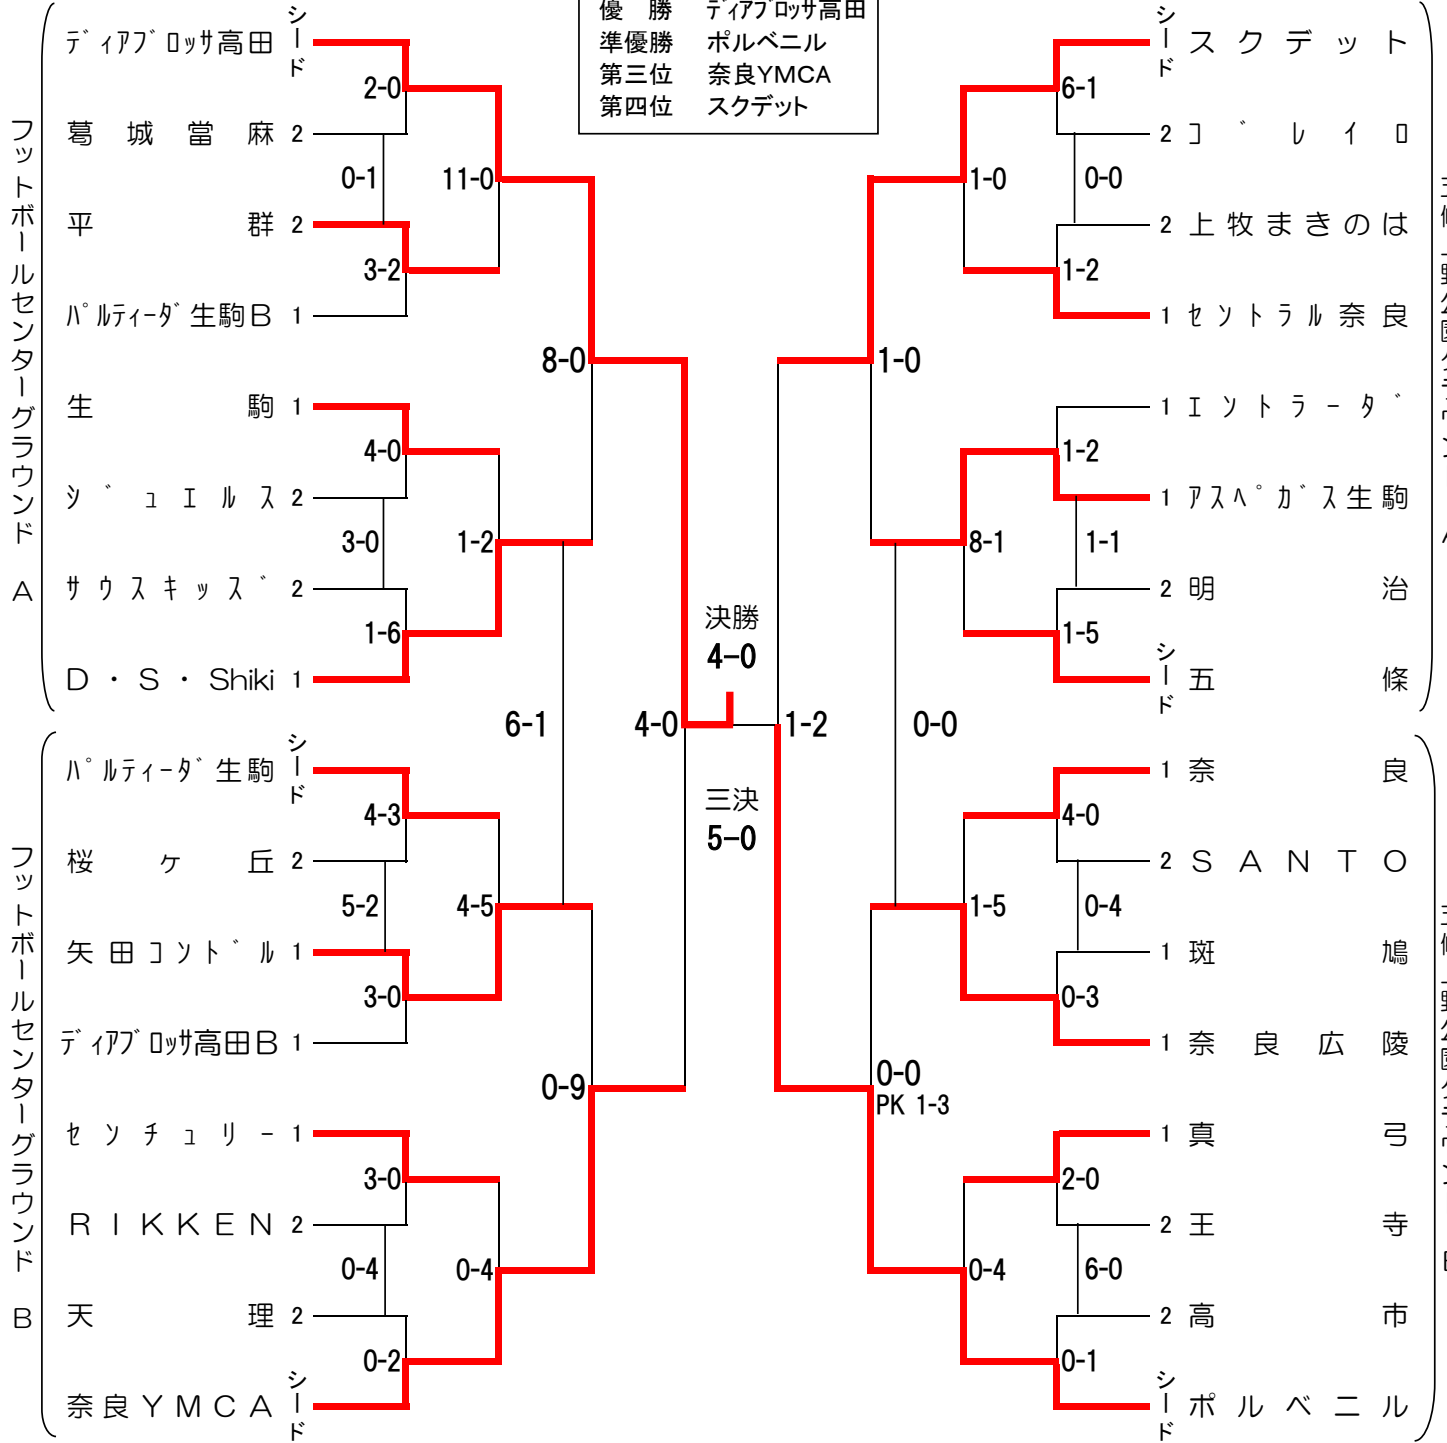 優勝 ディアブロッサ高田
準優勝 ポルベニル
第三位 奈良YMCA
第四位 スクデット
フットボールセンターグラウンド A
ディアブロッサ高田 シード
2-0
葛城當麻 2
0-1
11-0
平群 2
3-2
パルティーダ生駒B 1
8-0
生駒 1
4-0
ジュエルス 2
3-0
1-2
サウスキッズ 2
1-6
D・S・Shiki 1
6-1
4-0
フットボールセンターグラウンド B
パルティーダ生駒 シード
4-3
桜ヶ丘 2
5-2
4-5
矢田コンドル 1
3-0
ディアブロッサ高田B 1
0-9
センチュリー 1
3-0
RIKKEN 2
0-4
0-4
天理 2
0-2
奈良YMCA シード
決勝
4-0
三決
5-0
シード スクデット
6-1
2 ゴレイロ
1-0
0-0
2 上牧まきのは
1-2
1 セントラル奈良
1-0
1 エントラーダ
1-2
1 アスペガス生駒
8-1
1-1
2 明治
1-5
シード 五條
1-2
0-0
1 奈良
4-0
2 SANTO
1-5
0-4
1 斑鳩
0-3
1 奈良広陵
0-0
PK 1-3
1 真弓
2-0
2 王寺
0-4
6-0
2 高市
0-1
シード ポルベニル